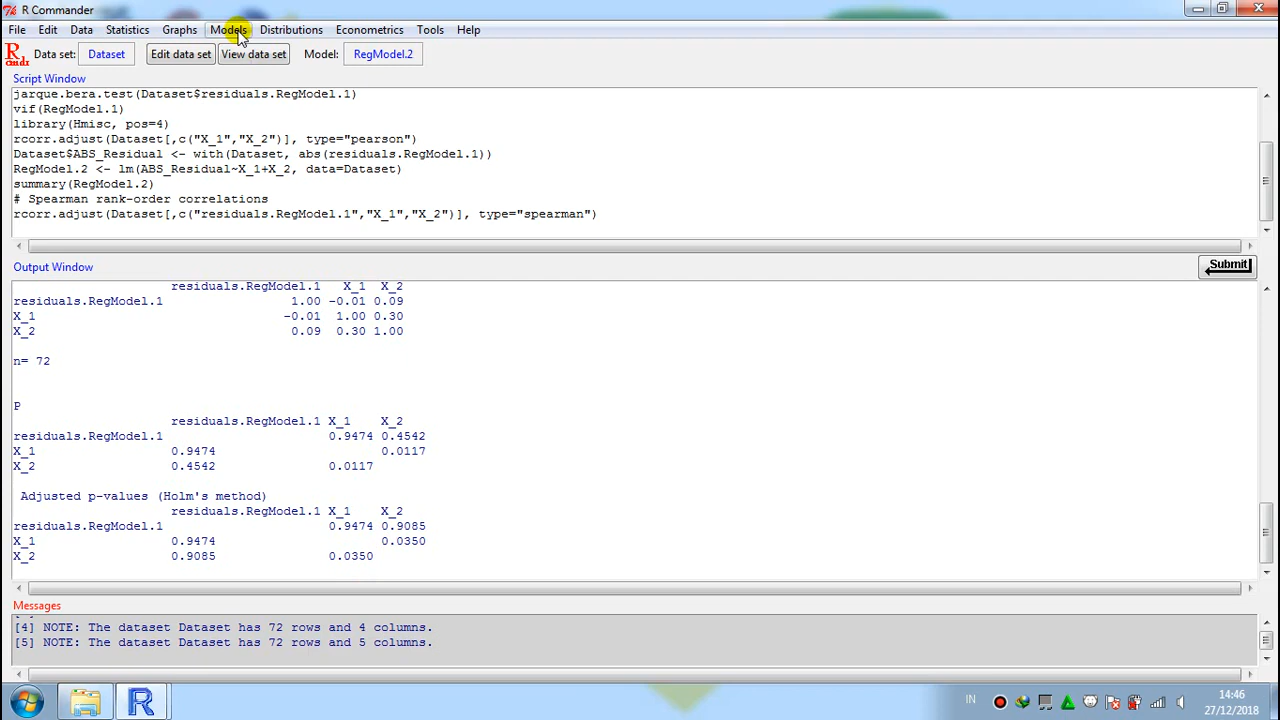 R Commander
File Edit Data Statistics Graphs Models Distributions Econometrics Tools Help
R cmdr Data set: Dataset Edit data set View data set Model: RegModel.2
Script Window
jarque.bera.test(Dataset$residuals.RegModel.1)
vif(RegModel.1)
library(Hmisc, pos=4)
rcorr.adjust(Dataset[,c("X_1","X_2")], type="pearson")
Dataset$ABS_Residual <- with(Dataset, abs(residuals.RegModel.1))
RegModel.2 <- lm(ABS_Residual~X_1+X_2, data=Dataset)
summary(RegModel.2)
# Spearman rank-order correlations
rcorr.adjust(Dataset[,c("residuals.RegModel.1","X_1","X_2")], type="spearman")
Output Window
Submit
residuals.RegModel.1 X_1 X_2
residuals.RegModel.1 1.00 -0.01 0.09
X_1 -0.01 1.00 0.30
X_2 0.09 0.30 1.00
n= 72
P
residuals.RegModel.1 X_1 X_2
residuals.RegModel.1 0.9474 0.4542
X_1 0.9474 0.0117
X_2 0.4542 0.0117
Adjusted p-values (Holm's method)
residuals.RegModel.1 X_1 X_2
residuals.RegModel.1 0.9474 0.9085
X_1 0.9474 0.0350
X_2 0.9085 0.0350
Messages
[4] NOTE: The dataset Dataset has 72 rows and 4 columns.
[5] NOTE: The dataset Dataset has 72 rows and 5 columns.
IN 14:46
27/12/2018